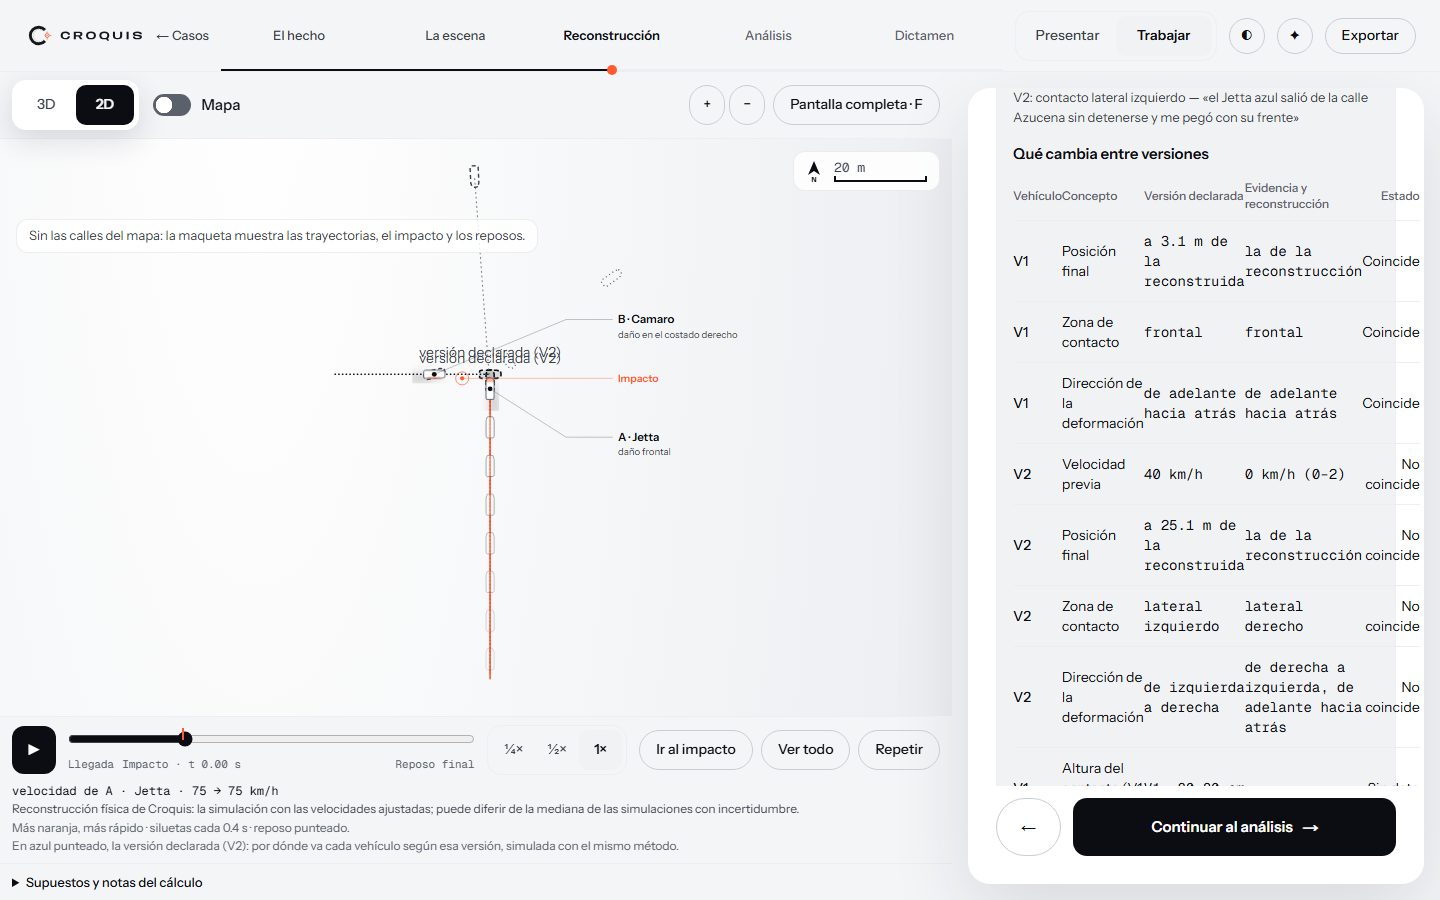 CROQUIS
← Casos
El hecho
La escena
Reconstrucción
Análisis
Dictamen
Presentar
Trabajar
Exportar
3D
2D
Mapa
+
−
Pantalla completa · F
N
20 m
Sin las calles del mapa: la maqueta muestra las trayectorias, el impacto y los reposos.
B · Camaro
daño en el costado derecho
versión declarada (V2)
versión declarada (V2)
Impacto
A · Jetta
daño frontal
Llegada Impacto · t 0.00 s
Reposo final
¼×
½×
1×
Ir al impacto
Ver todo
Repetir
velocidad de A · Jetta · 75 → 75 km/h
Reconstrucción física de Croquis: la simulación con las velocidades ajustadas; puede diferir de la mediana de las simulaciones con incertidumbre.
Más naranja, más rápido · siluetas cada 0.4 s · reposo punteado.
En azul punteado, la versión declarada (V2): por dónde va cada vehículo según esa versión, simulada con el mismo método.
Supuestos y notas del cálculo
V2: contacto lateral izquierdo — «el Jetta azul salió de la calle
Azucena sin detenerse y me pegó con su frente»
Qué cambia entre versiones
Vehículo Concepto Versión declarada Evidencia y reconstrucción Estado
V1 Posición final a 3.1 m de la reconstruida la de la reconstrucción Coincide
V1 Zona de contacto frontal frontal Coincide
V1 Dirección de la deformación de adelante hacia atrás de adelante hacia atrás Coincide
V2 Velocidad previa 40 km/h 0 km/h (0–2) No coincide
V2 Posición final a 25.1 m de la reconstruida la de la reconstrucción No coincide
V2 Zona de contacto lateral izquierdo lateral derecho No coincide
V2 Dirección de la deformación de izquierda a derecha de derecha a izquierda, de adelante hacia atrás No coincide
Altura del
←
Continuar al análisis →